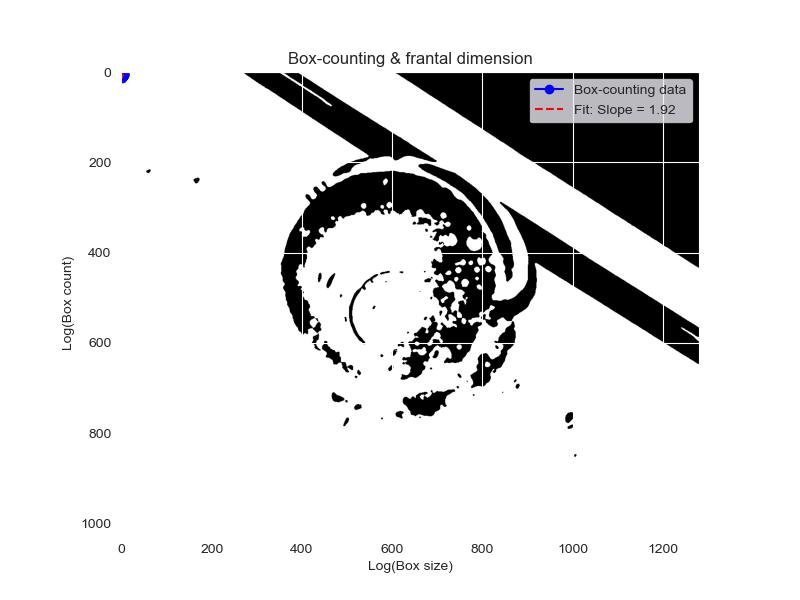 Box-counting & frantal dimension
Box-counting data
Fit: Slope = 1.92
0
200
400
600
800
1000
Log(Box count)
0 200 400 600 800 1000 1200
Log(Box size)